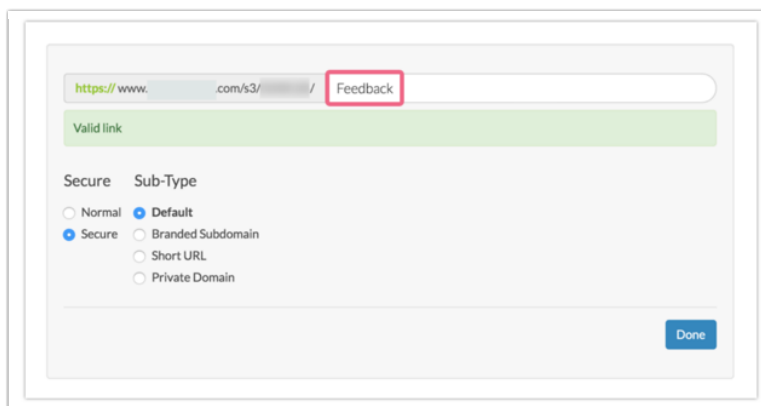 https:// www. .com/s3/ / Feedback
Valid link
Secure Sub-Type
Normal Default
Secure Branded Subdomain
Short URL
Private Domain
Done